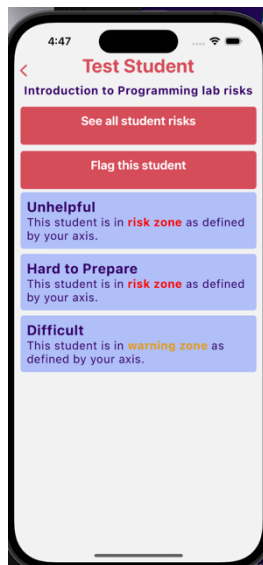 4:47
Test Student
Introduction to Programming lab risks
See all student risks
Flag this student
Unhelpful
This student is in risk zone as defined
by your axis.
Hard to Prepare
This student is in risk zone as defined
by your axis.
Difficult
This student is in warning zone as
defined by your axis.